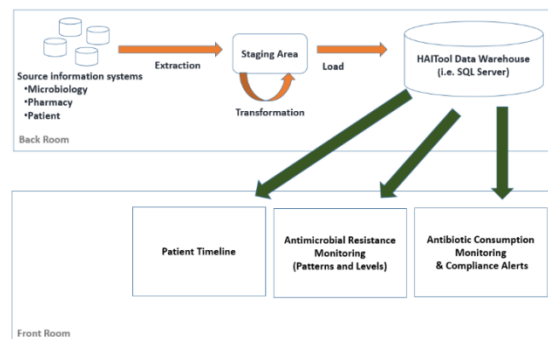 Source information systems
•Microbiology
•Pharmacy
•Patient
Extraction
Staging Area
Transformation
Load
HAITool Data Warehouse
(i.e. SQL Server)
Back Room
Patient Timeline
Antimicrobial Resistance
Monitoring
(Patterns and Levels)
Antibiotic Consumption
Monitoring
& Compliance Alerts
Front Room